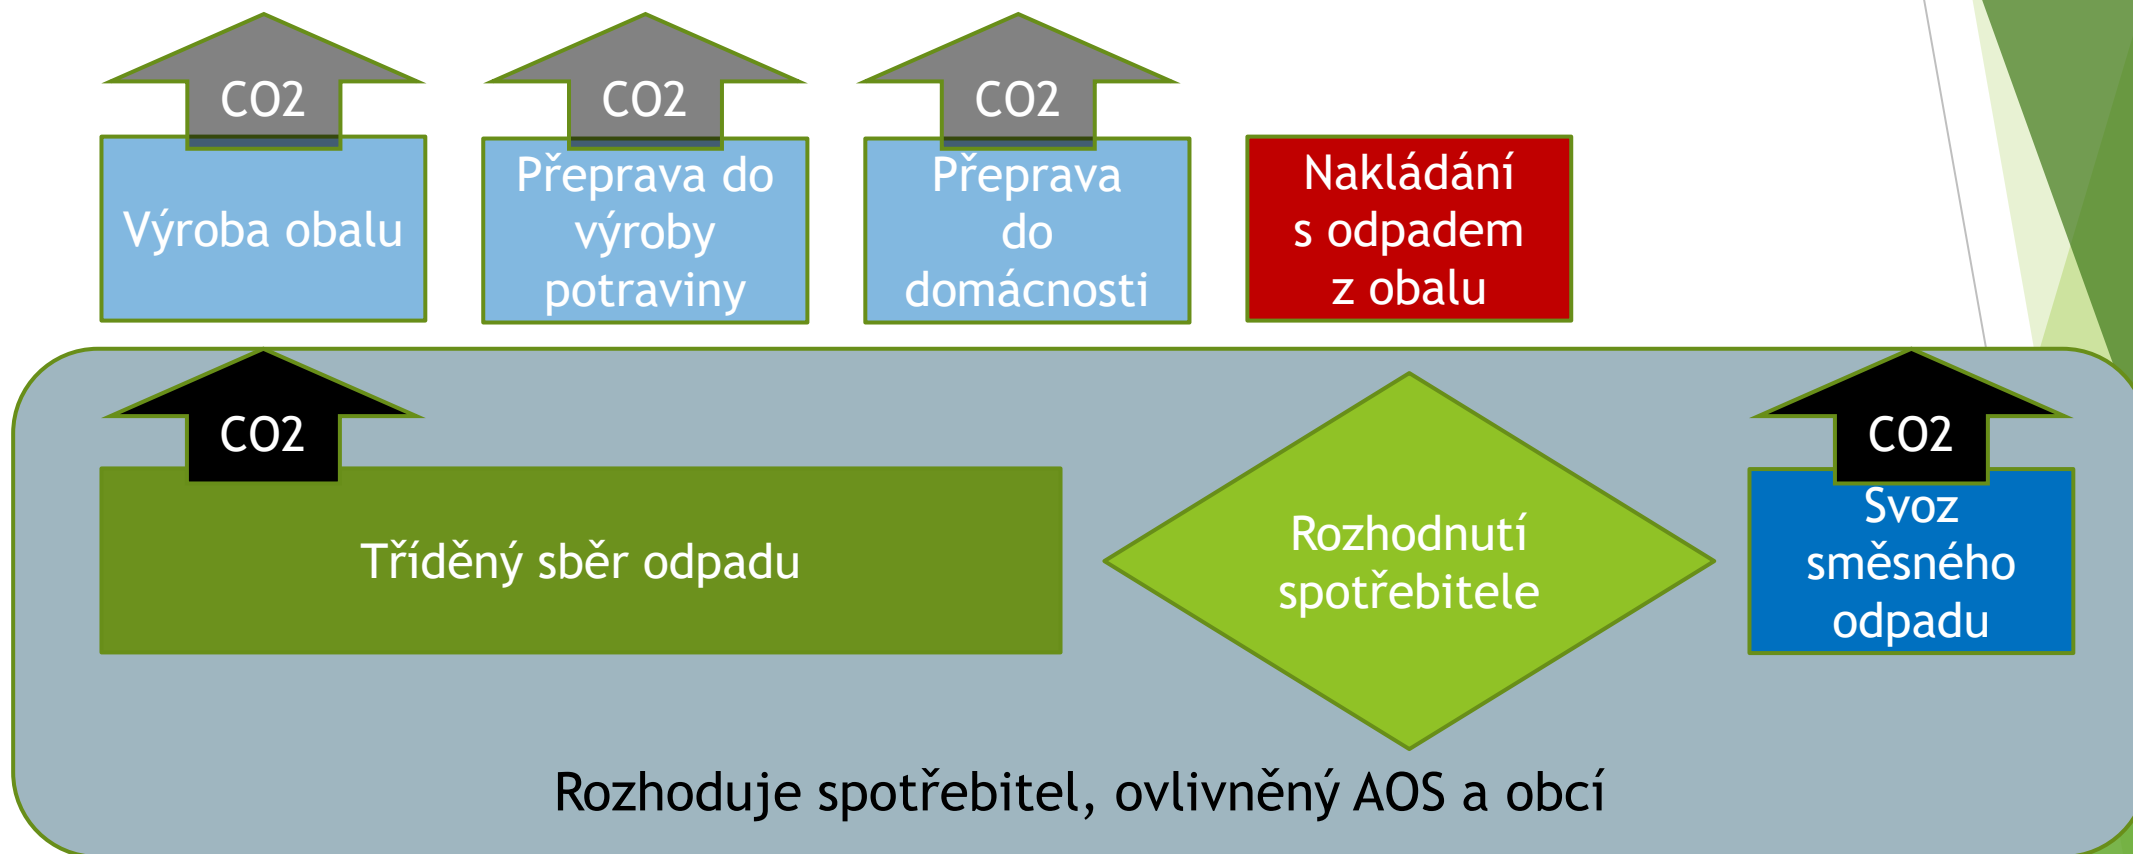 CO2
CO2
CO2
Výroba obalu
Přeprava do
výroby
potraviny
Přeprava
do
domácnosti
Nakládání
s odpadem
z obalu
CO2
Tříděný sběr odpadu
Rozhodnutí
spotřebitele
CO2
Svoz
směsného
odpadu
Rozhoduje spotřebitel, ovlivněný AOS a obcí